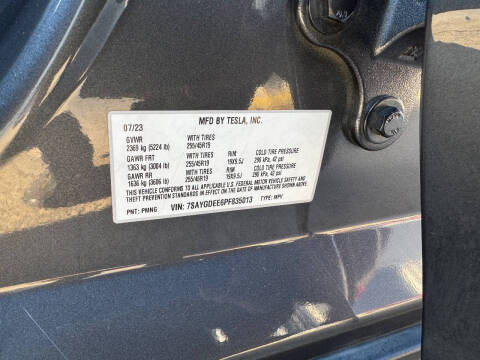 07/23 MFD BY TESLA, INC.
GVWR WITH TIRES
2369 kg (5224 lb) 255/45R19
GAWR FRT WITH TIRES RIM COLD TIRE PRESSURE
1363 kg (3004 lb) 255/45R19 19X9.5J 290 kPa, 42 psi
GAWR RR WITH TIRES RIM COLD TIRE PRESSURE
1636 kg (3606 lb) 255/45R19 19X9.5J 290 kPa, 42 psi
THIS VEHICLE CONFORMS TO ALL APPLICABLE U.S. FEDERAL MOTOR VEHICLE SAFETY AND
THEFT PREVENTION STANDARDS IN EFFECT ON THE DATE OF MANUFACTURE SHOWN ABOVE.
PNT: PMNG VIN: 7SAYGDEE6PF835013 TYPE: MPV